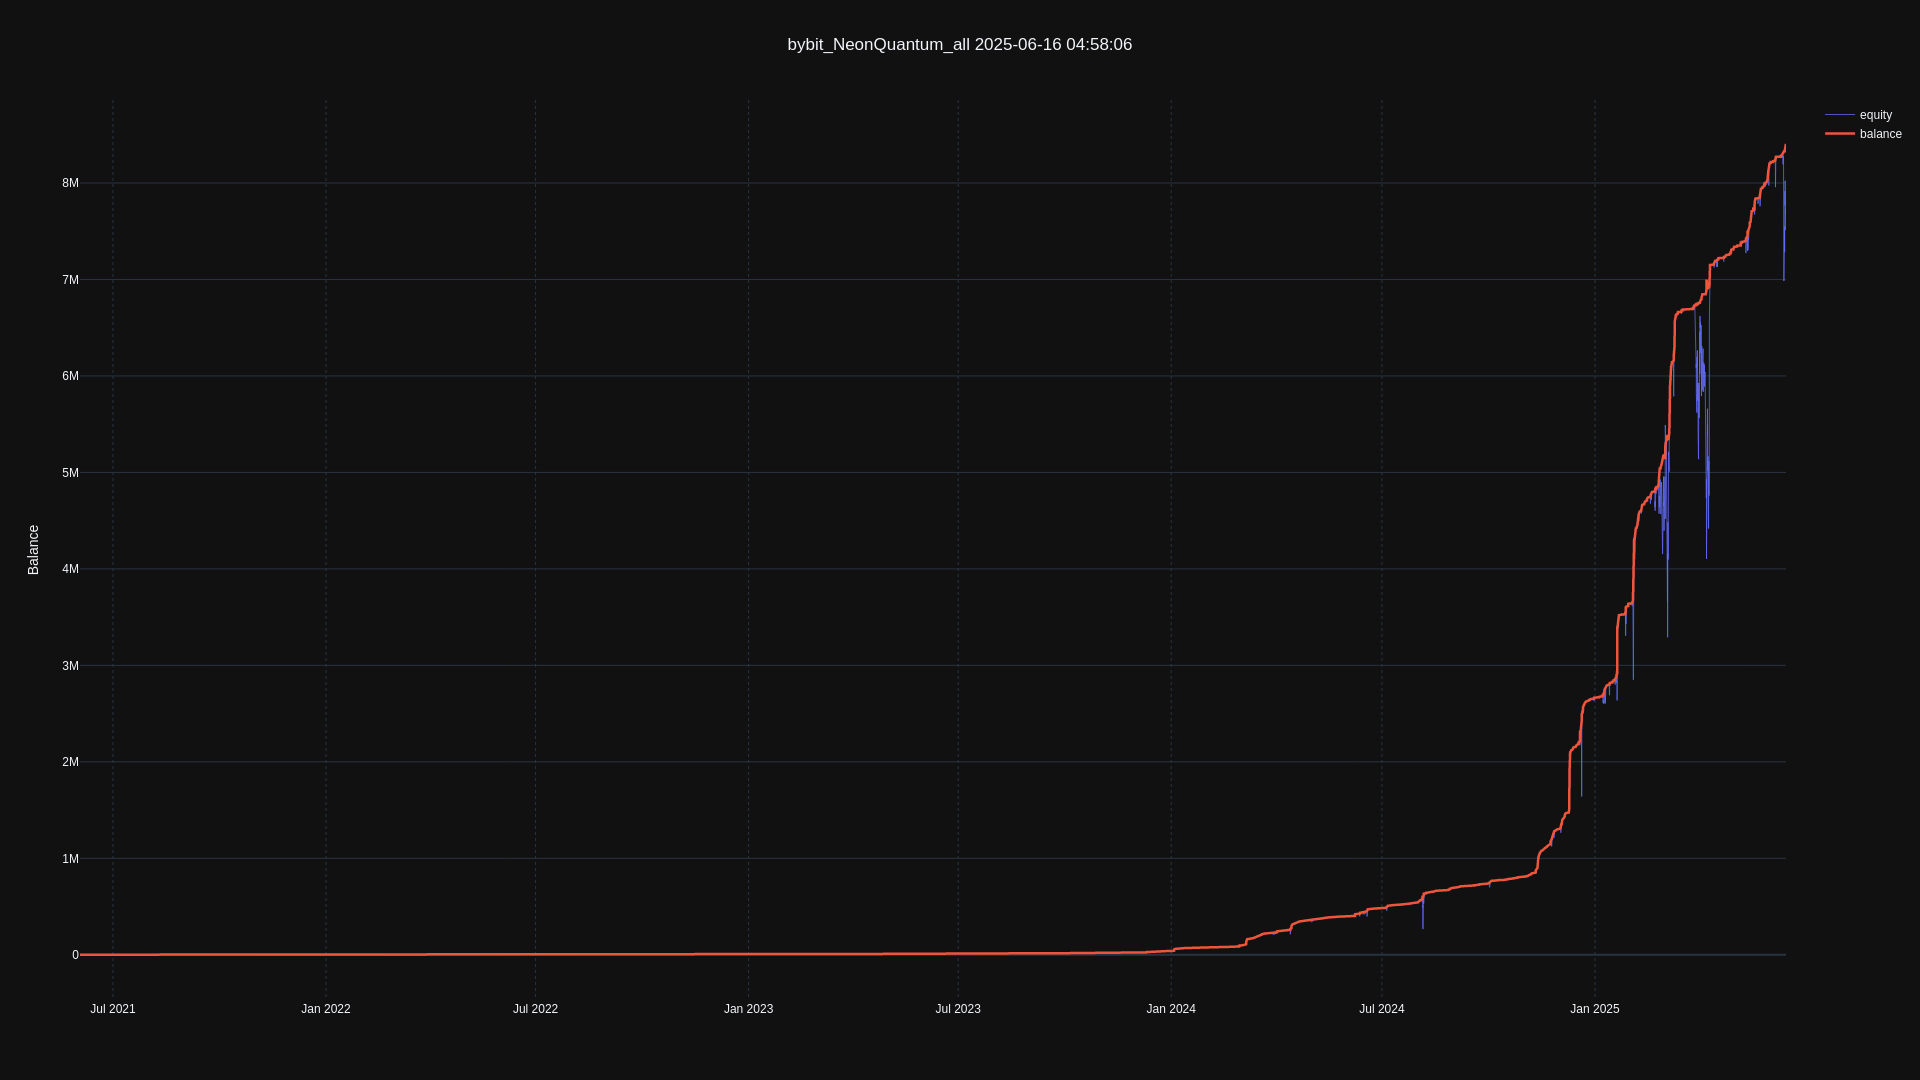 bybit_NeonQuantum_all 2025-06-16 04:58:06
equity
balance
8M
7M
6M
5M
4M
3M
2M
1M
0
Balance
Jul 2021
Jan 2022
Jul 2022
Jan 2023
Jul 2023
Jan 2024
Jul 2024
Jan 2025